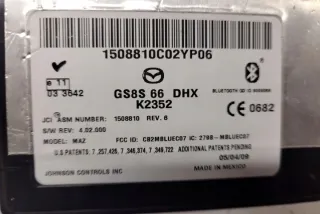 1508810C02YP06
e 11
03 3642
GS8S 66 DHX
K2352
BLUETOOTH QD ID
0682
JCI ASM NUMBER: 1508810 REV. 6
S/W REV: 4.02.000
MODEL: MAZ
FCC ID: CB2MBLUEC07 IC: 279B-MBLUEC07
U.S PATENTS: 7,257,426, 7,346,374, 7,349,722 ADDITIONAL PATENTS PENDING
05/04/09
JOHNSON CONTROLS INC
MADE IN MEXICO